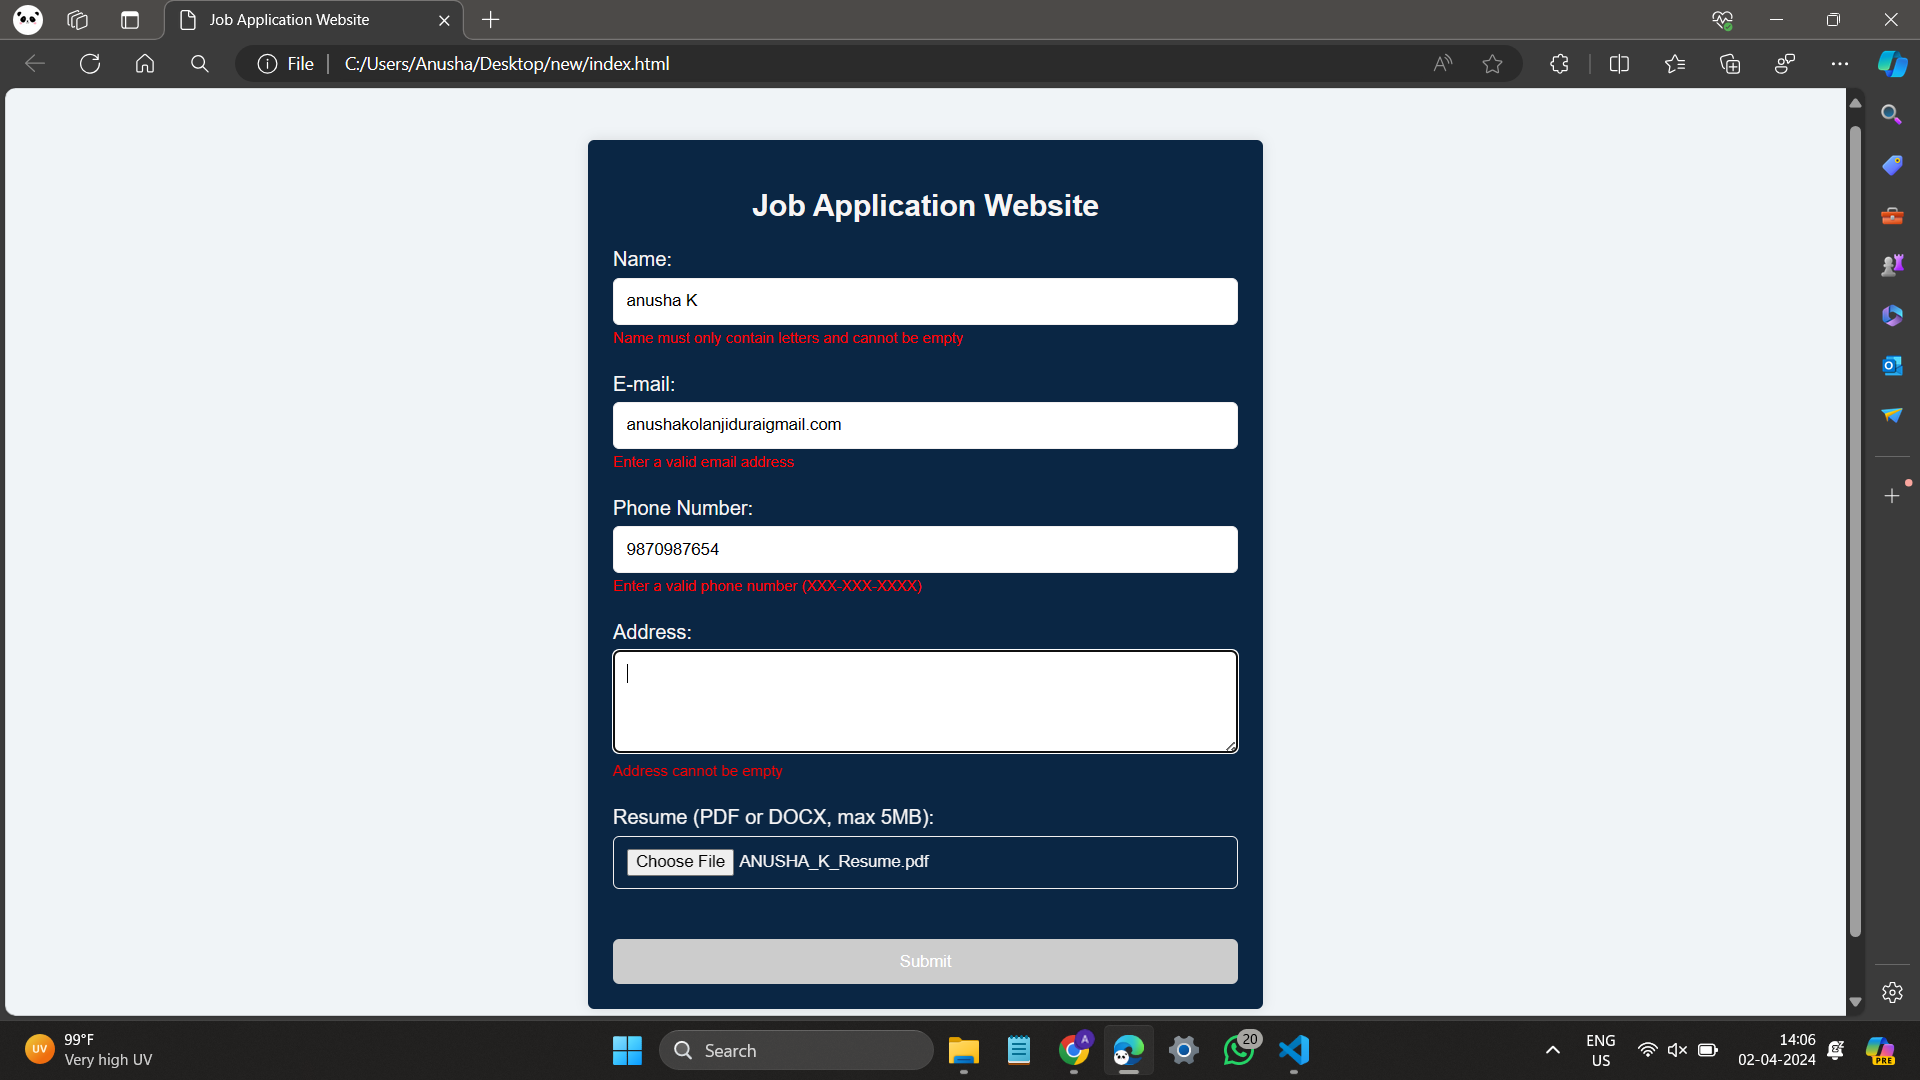 Job Application Website
File
C:/Users/Anusha/Desktop/new/index.html
Job Application Website
Name:
anusha K
Name must only contain letters and cannot be empty
E-mail:
anushakolanjiduraigmail.com
Enter a valid email address
Phone Number:
9870987654
Enter a valid phone number (XXX-XXX-XXXX)
Address:
Address cannot be empty
Resume (PDF or DOCX, max 5MB):
Choose File ANUSHA_K_Resume.pdf
Submit
UV
99°F
Very high UV
Search
A
20
ENG
US
14:06
02-04-2024
PRE